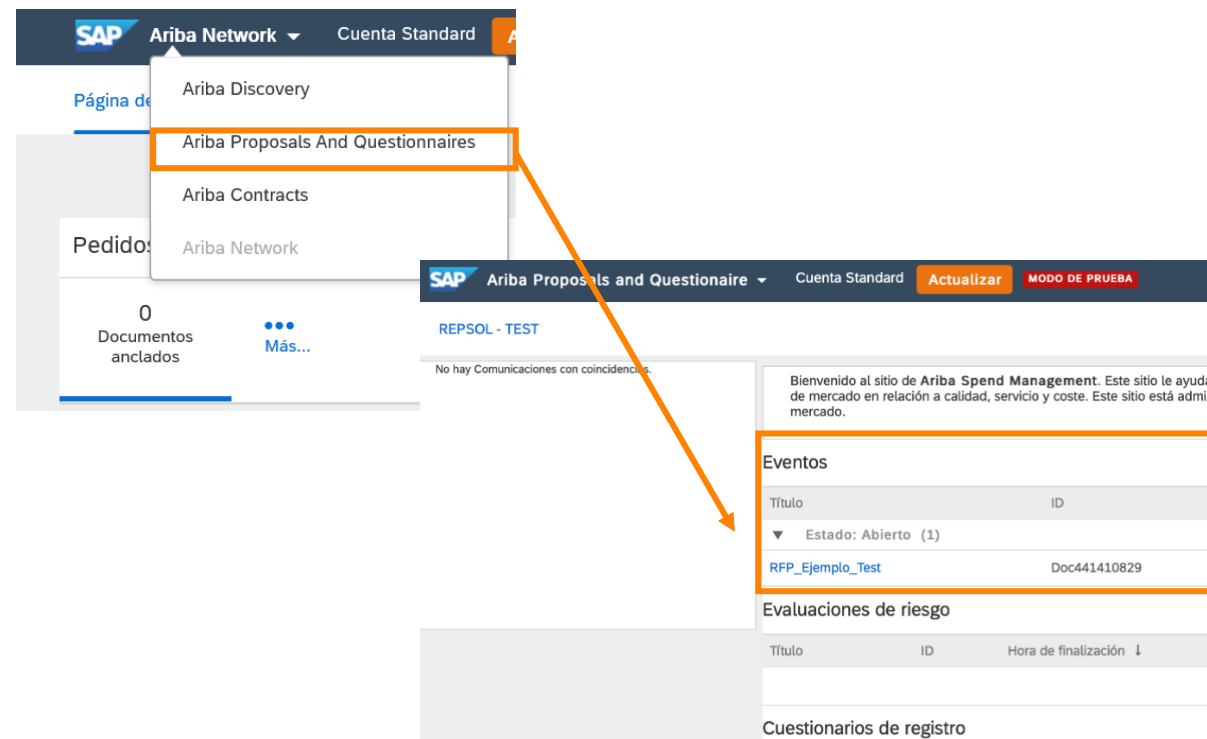 SAP Ariba Network Cuenta Standard
Ariba Discovery
Página de
Ariba Proposals And Questionnaires
Ariba Contracts
Pedidos
Ariba Network
0
Documentos
anclados
Más...
SAP Ariba Proposals and Questionaire Cuenta Standard Actualizar MODO DE PRUEBA
REPSOL - TEST
No hay Comunicaciones con coincidencias.
Bienvenido al sitio de Ariba Spend Management. Este sitio le ayuda
de mercado en relación a calidad, servicio y coste. Este sitio está admi
mercado.
Eventos
Título ID
Estado: Abierto (1)
RFP_Ejemplo_Test Doc441410829
Evaluaciones de riesgo
Título ID Hora de finalización ↓
Cuestionarios de registro